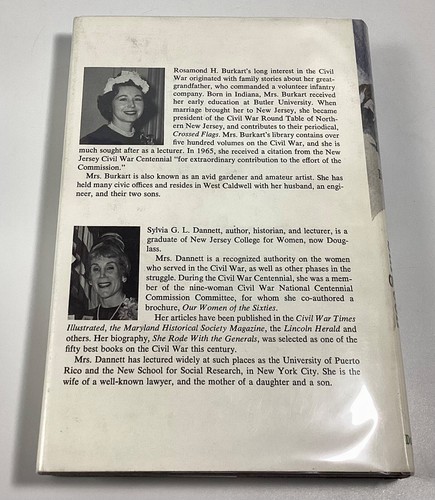 Rosamond H. Burkart's long interest in the Civil
War originated with family stories about her great-
grandfather, who commanded a volunteer infantry
company. Born in Indiana, Mrs. Burkart received
her early education at Butler University. When
marriage brought her to New Jersey, she became
president of the Civil War Round Table of North-
ern New Jersey, and contributes to their periodical,
Crossed Flags. Mrs. Burkart's library contains over
five hundred volumes on the Civil War, and she is
much sought after as a lecturer. In 1965, she received a citation from the New
Jersey Civil War Centennial "for extraordinary contribution to the effort of the
Commission."
Mrs. Burkart is also known as an avid gardener and amateur artist. She has
held many civic offices and resides in West Caldwell with her husband, an engi-
neer, and their two sons.
Sylvia G. L. Dannett, author, historian, and lecturer, is a
graduate of New Jersey College for Women, now Doug-
lass.
Mrs. Dannett is a recognized authority on the women
who served in the Civil War, as well as other phases in the
struggle. During the Civil War Centennial, she was a mem-
ber of the nine-woman Civil War National Centennial
Commission Committee, for whom she co-authored a
brochure, Our Women of the Sixties.
Her articles have been published in the Civil War Times
Illustrated, the Maryland Historical Society Magazine, the Lincoln Herald and
others. Her biography, She Rode With the Generals, was selected as one of the
fifty best books on the Civil War this century.
Mrs. Dannett has lectured widely at such places as the University of Puerto
Rico and the New School for Social Research, in New York City. She is the
wife of a well-known lawyer, and the mother of a daughter and a son.